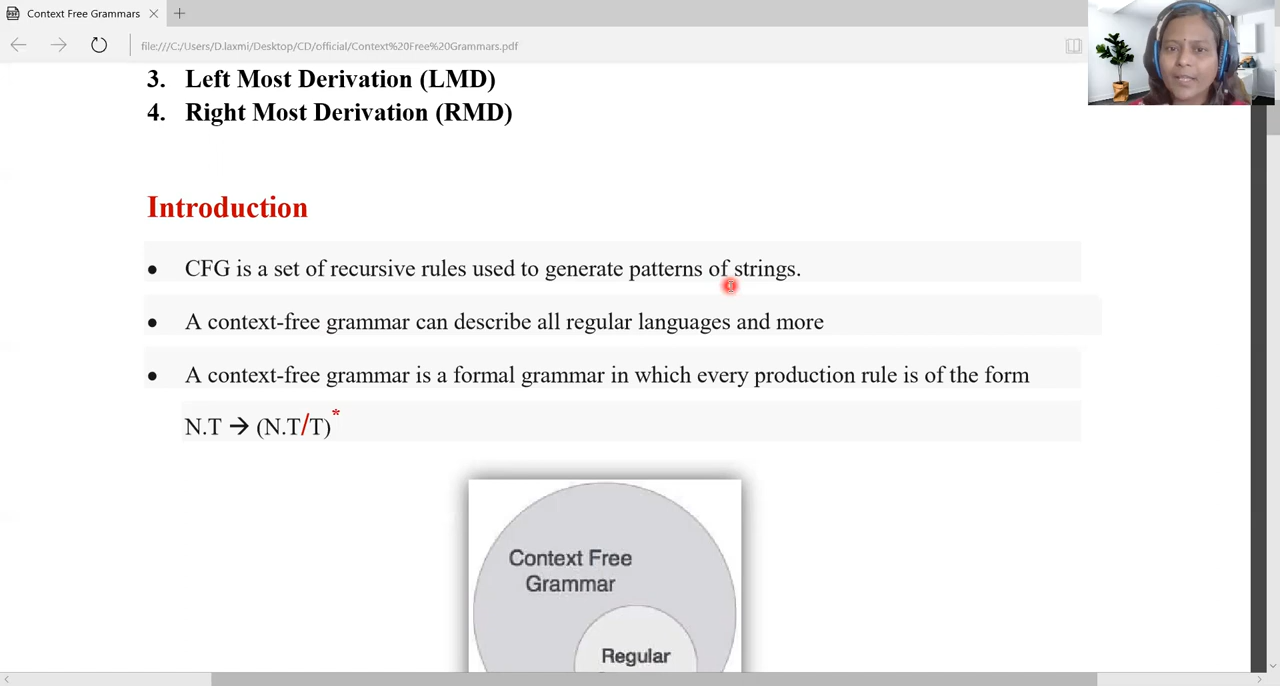 Context Free Grammars
file:///C:/Users/D.laxmi/Desktop/CD/official/Context%20Free%20Grammars.pdf
3. Left Most Derivation (LMD)
4. Right Most Derivation (RMD)
Introduction
● CFG is a set of recursive rules used to generate patterns of strings.
● A context-free grammar can describe all regular languages and more
● A context-free grammar is a formal grammar in which every production rule is of the form
N.T → (N.T/T)*
Context Free
Grammar
Regular